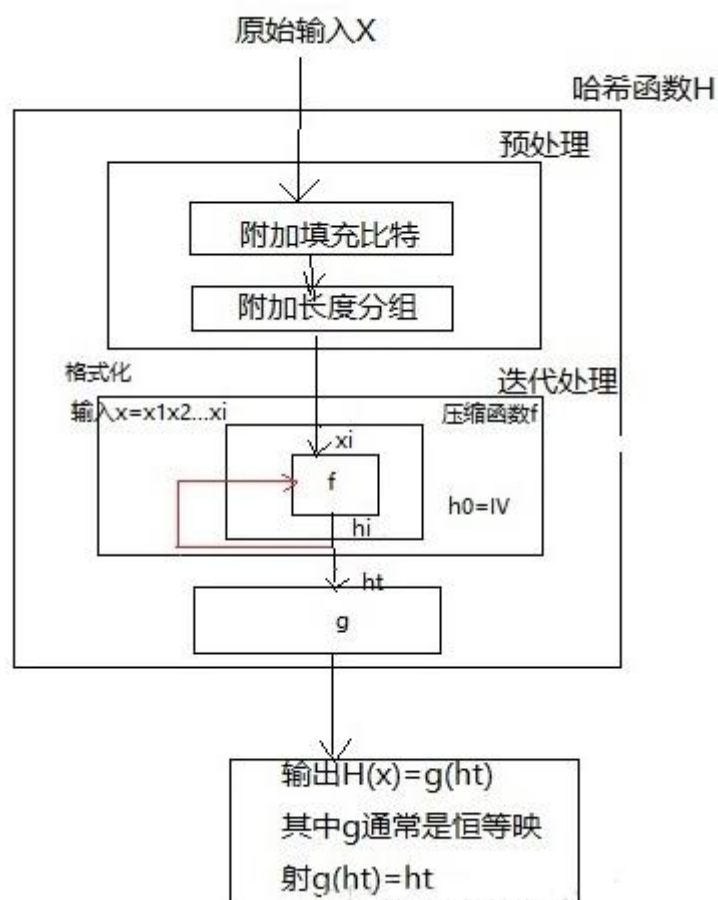 原始输入X
哈希函数H
预处理
附加填充比特
附加长度分组
格式化
迭代处理
输入x=x1x2...xi
压缩函数f
xi
f
h0=IV
hi
ht
g
输出H(x)=g(ht)
其中g通常是恒等映
射g(ht)=ht